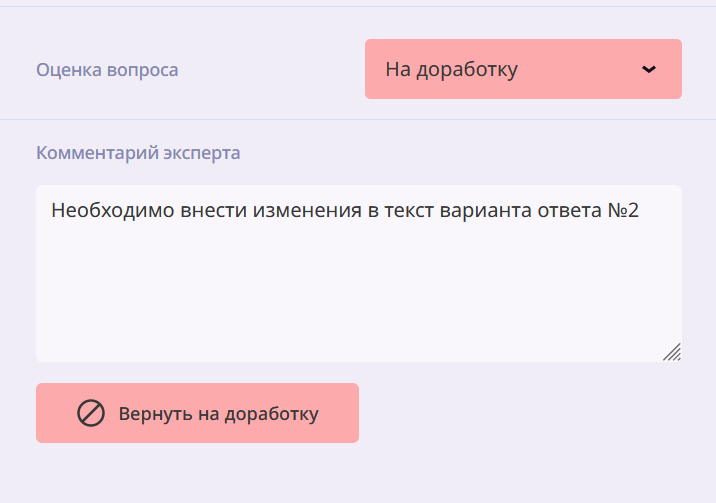 Оценка вопроса
На доработку
Комментарий эксперта
Необходимо внести изменения в текст варианта ответа №2
Вернуть на доработку